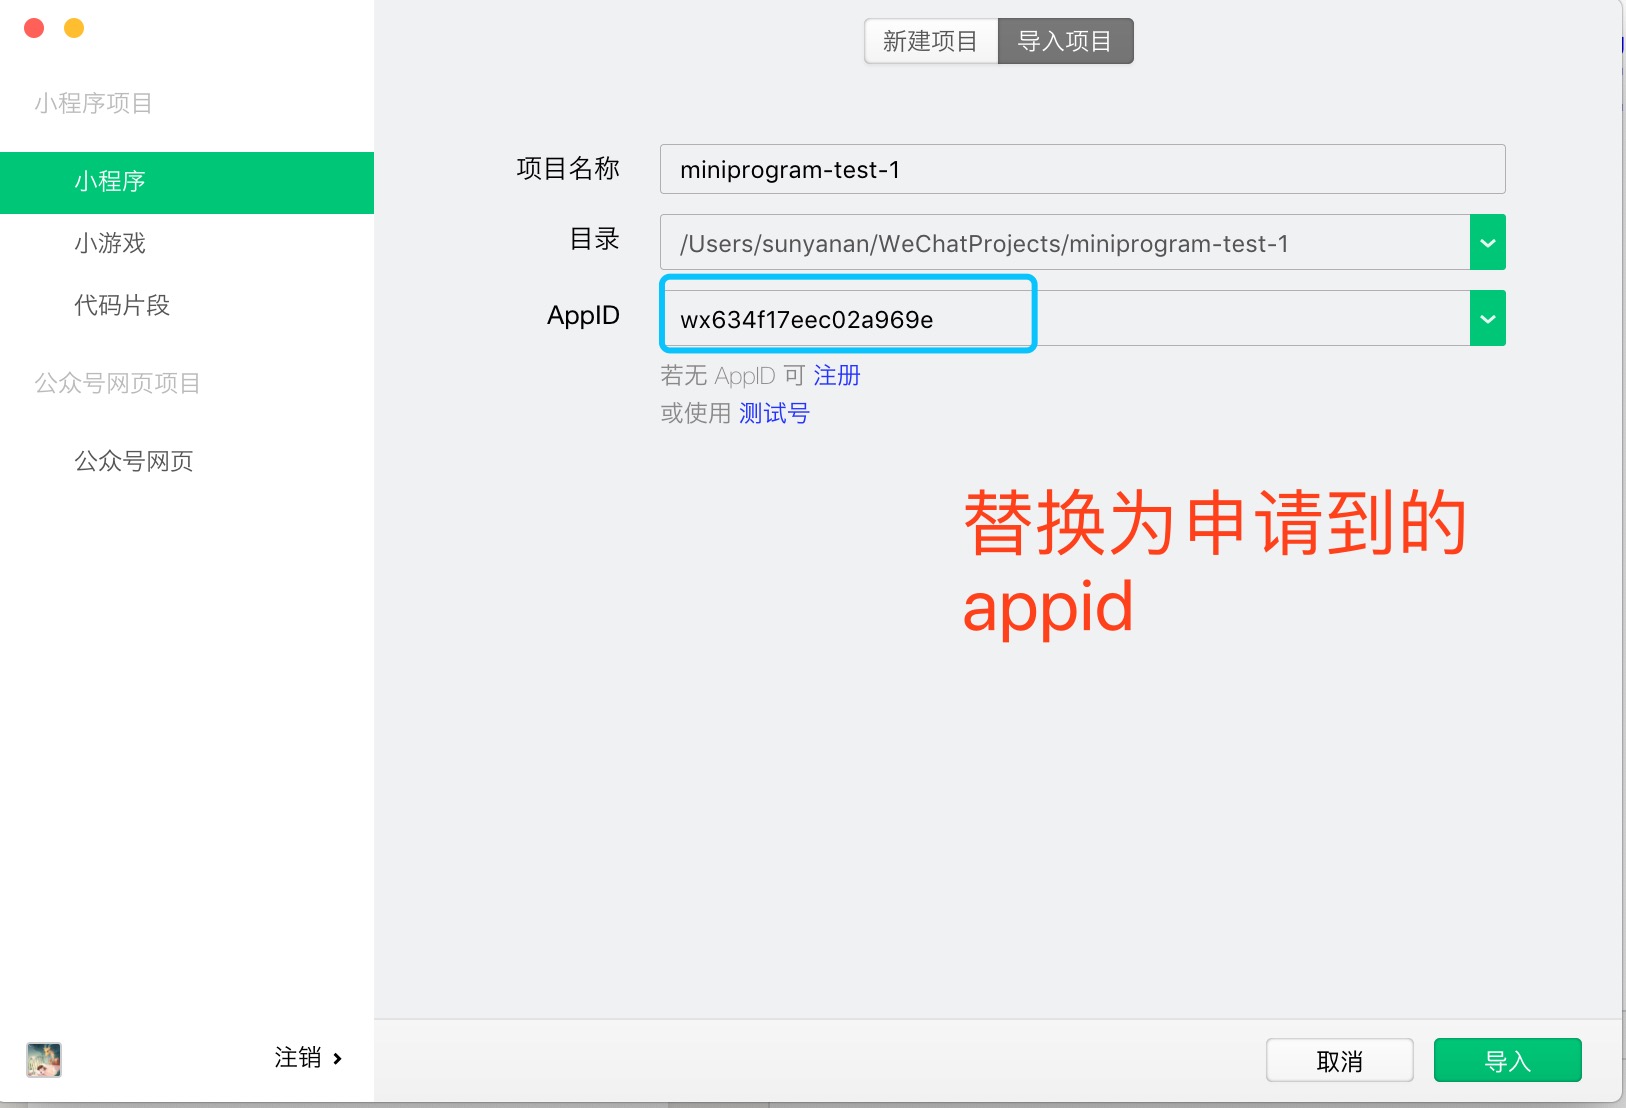 新建项目 导入项目
小程序项目
小程序
小游戏
代码片段
公众号网页项目
公众号网页
注销
项目名称 miniprogram-test-1
目录 /Users/sunyanan/WeChatProjects/miniprogram-test-1
AppID wx634f17eec02a969e
若无 AppID 可 注册
或使用 测试号
替换为申请到的
appid
取消 导入